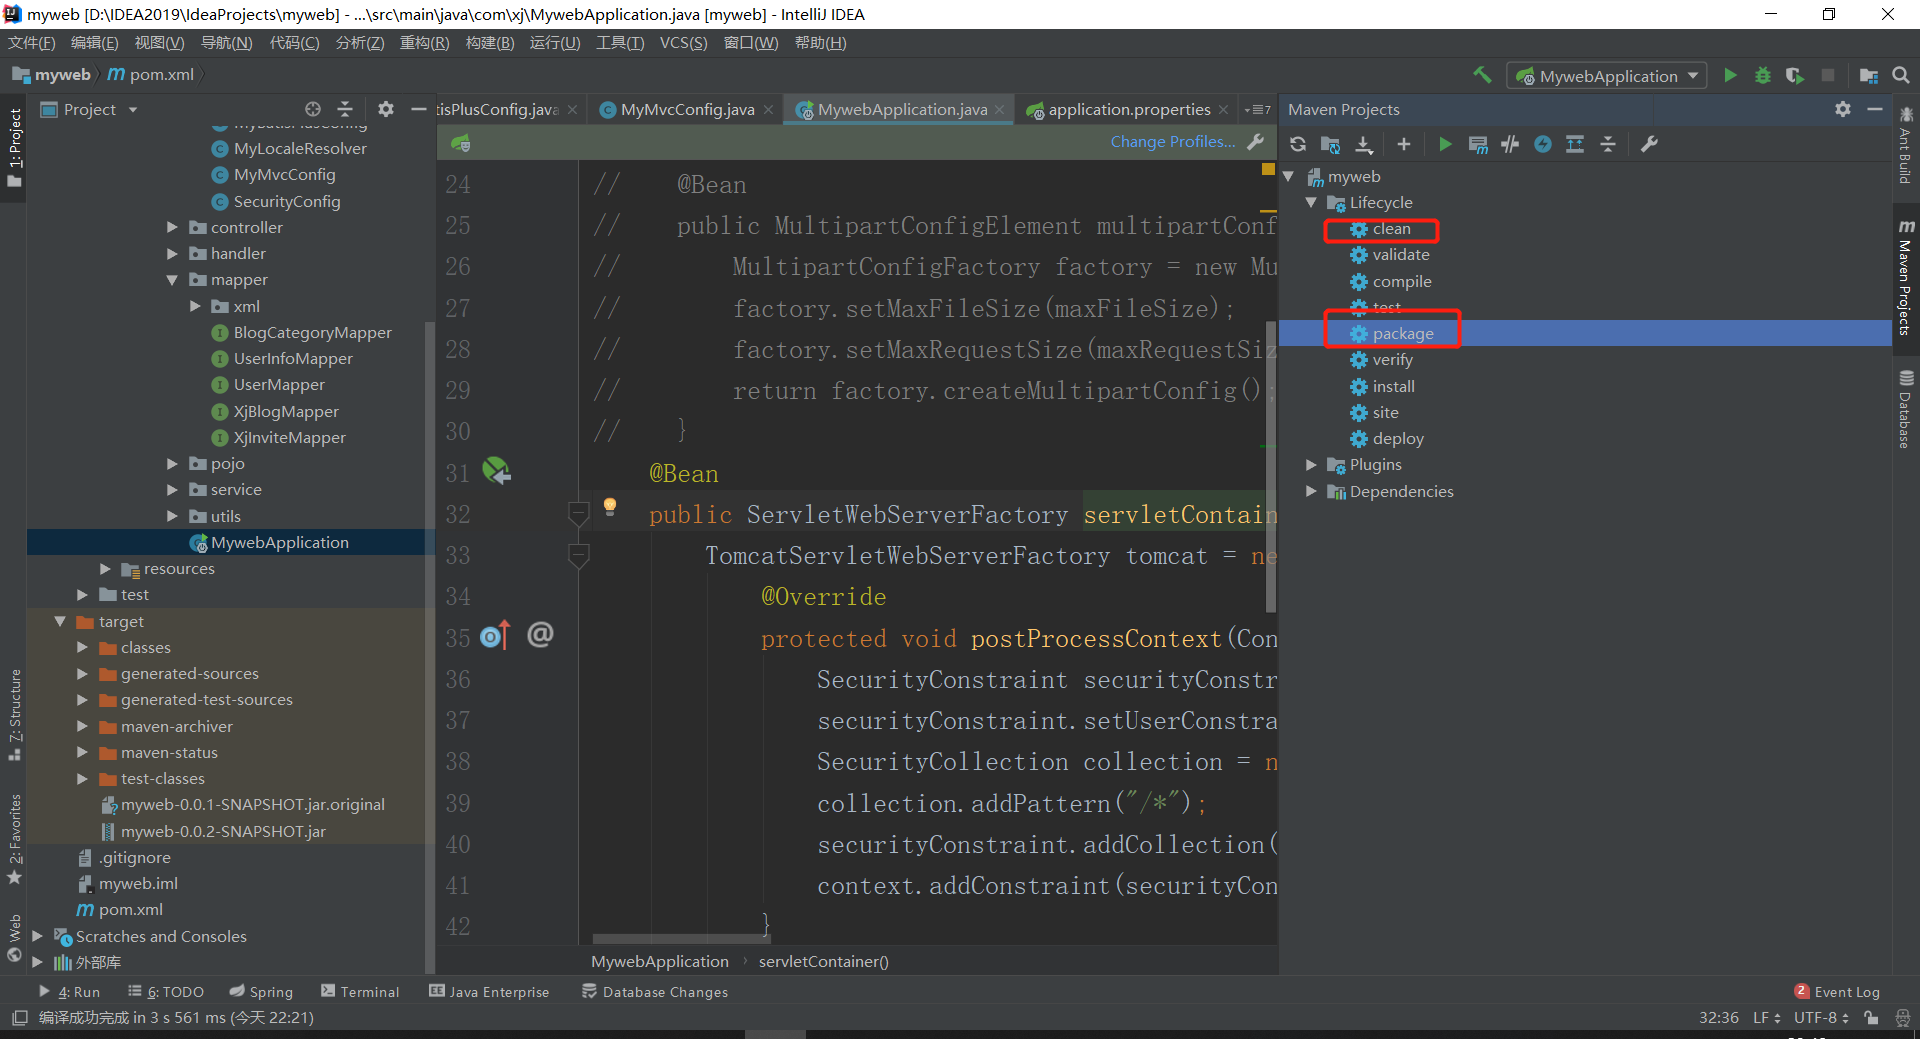 myweb [D:\IDEA2019\IdeaProjects\myweb] - ...\src\main\java\com\xj\MywebApplication.java [myweb] - IntelliJ IDEA
文件(F) 编辑(E) 视图(V) 导航(N) 代码(C) 分析(Z) 重构(R) 构建(B) 运行(U) 工具(T) VCS(S) 窗口(W) 帮助(H)
myweb pom.xml
MywebApplication
1: Project
Z: Structure
2: Favorites
Web
Project
MyBatisPlusConfig
MyLocaleResolver
MyMvcConfig
SecurityConfig
controller
handler
mapper
xml
BlogCategoryMapper
UserInfoMapper
UserMapper
XjBlogMapper
XjInviteMapper
pojo
service
utils
MywebApplication
resources
test
target
classes
generated-sources
generated-test-sources
maven-archiver
maven-status
test-classes
myweb-0.0.1-SNAPSHOT.jar.original
myweb-0.0.2-SNAPSHOT.jar
.gitignore
myweb.iml
pom.xml
Scratches and Consoles
外部库
tisPlusConfig.java MyMvcConfig.java MywebApplication.java application.properties 7
Change Profiles...
24 // @Bean
25 // public MultipartConfigElement multipartConf
26 // MultipartConfigFactory factory = new Mu
27 // factory.setMaxFileSize(maxFileSize);
28 // factory.setMaxRequestSize(maxRequestSiz
29 // return factory.createMultipartConfig();
30 // }
31 @Bean
32 public ServletWebServerFactory servletContain
33 TomcatServletWebServerFactory tomcat = ne
34 @Override
35 @ protected void postProcessContext(Con
36 SecurityConstraint securityConstr
37 securityConstraint.setUserConstra
38 SecurityCollection collection = n
39 collection.addPattern("/*");
40 securityConstraint.addCollection(
41 context.addConstraint(securityCon
42 }
MywebApplication › servletContainer()
Maven Projects
myweb
Lifecycle
clean
validate
compile
test
package
verify
install
site
deploy
Plugins
Dependencies
Ant Build
Maven Projects
Database
4: Run 6: TODO Spring Terminal Java Enterprise Database Changes 2 Event Log
编译成功完成 in 3 s 561 ms (今天 22:21) 32:36 LF UTF-8